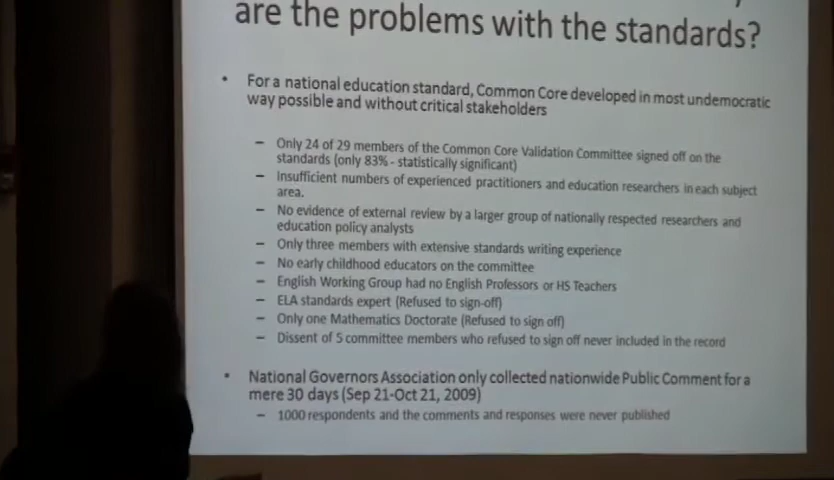 are the problems with the standards?
• For a national education standard, Common Core developed in most undemocratic
way possible and without critical stakeholders
– Only 24 of 29 members of the Common Core Validation Committee signed off on the
standards (only 83% - statistically significant)
– Insufficient numbers of experienced practitioners and education researchers in each subject
area.
– No evidence of external review by a larger group of nationally respected researchers and
education policy analysts
– Only three members with extensive standards writing experience
– No early childhood educators on the committee
– English Working Group had no English Professors or HS Teachers
– ELA standards expert (Refused to sign-off)
– Only one Mathematics Doctorate (Refused to sign off)
– Dissent of 5 committee members who refused to sign off never included in the record
• National Governors Association only collected nationwide Public Comment for a
mere 30 days (Sep 21-Oct 21, 2009)
– 1000 respondents and the comments and responses were never published